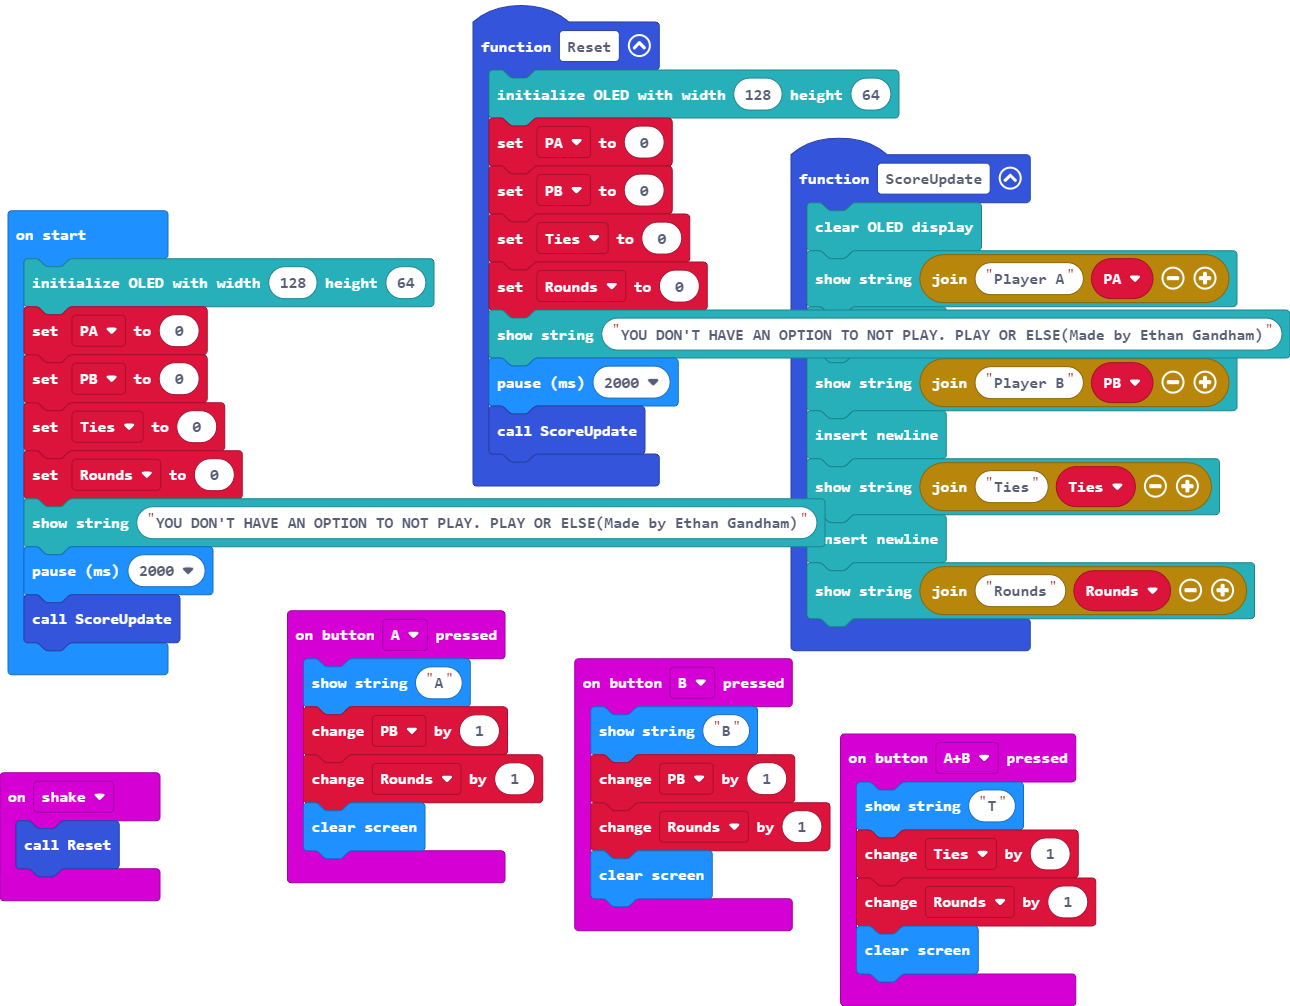 function Reset
initialize OLED with width 128 height 64
set PA to 0
set PB to 0
set Ties to 0
set Rounds to 0
show string "YOU DON'T HAVE AN OPTION TO NOT PLAY. PLAY OR ELSE(Made by Ethan Gandham)"
pause (ms) 2000
call ScoreUpdate
function ScoreUpdate
clear OLED display
show string join "Player A" PA
show string join "Player B" PB
insert newline
show string join "Ties" Ties
nsert newline
show string join "Rounds" Rounds
on start
initialize OLED with width 128 height 64
set PA to 0
set PB to 0
set Ties to 0
set Rounds to 0
show string "YOU DON'T HAVE AN OPTION TO NOT PLAY. PLAY OR ELSE(Made by Ethan Gandham)"
pause (ms) 2000
call ScoreUpdate
on button A pressed
show string "A"
change PB by 1
change Rounds by 1
clear screen
on button B pressed
show string "B"
change PB by 1
change Rounds by 1
clear screen
on button A+B pressed
show string "T"
change Ties by 1
change Rounds by 1
clear screen
on shake
call Reset